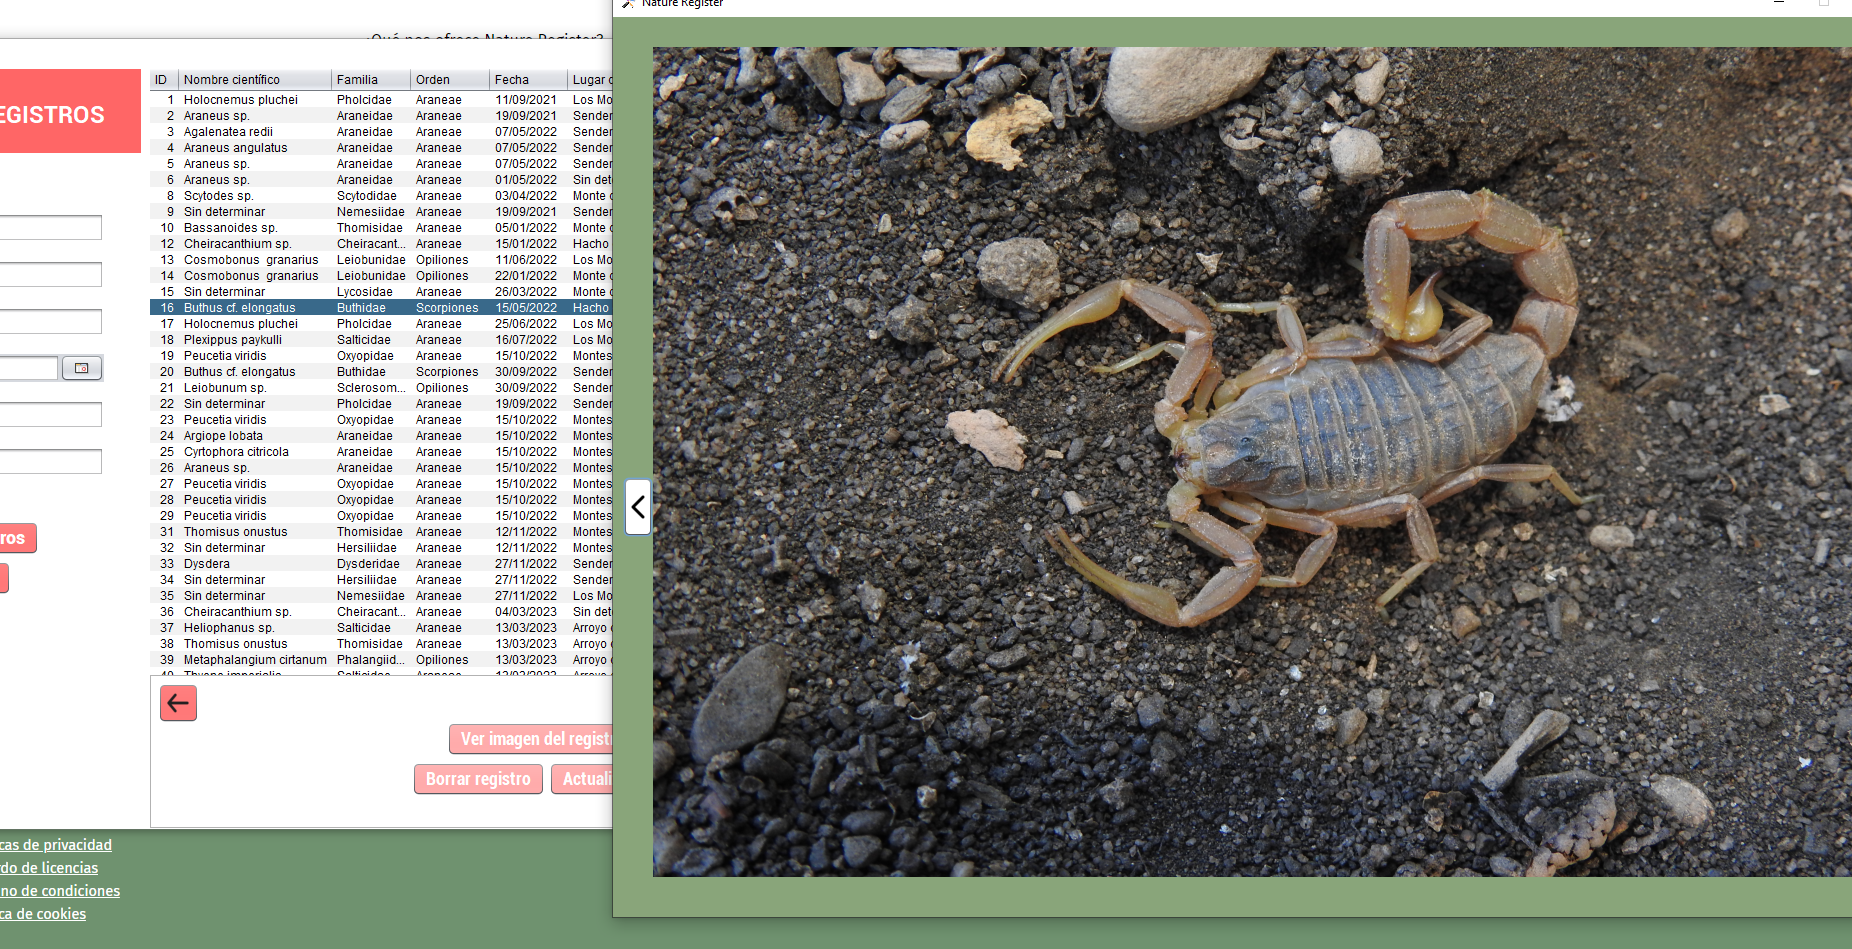 Nature Register
¿Qué nos ofrece Nature Register?
EGISTROS
ID Nombre científico Familia Orden Fecha Lugar
1 Holocnemus pluchei Pholcidae Araneae 11/09/2021 Los Mo
2 Araneus sp. Araneidae Araneae 19/09/2021 Sender
3 Agalenatea redii Araneidae Araneae 07/05/2022 Sender
4 Araneus angulatus Araneidae Araneae 07/05/2022 Sender
5 Araneus sp. Araneidae Araneae 07/05/2022 Sender
6 Araneus sp. Araneidae Araneae 01/05/2022 Sin det
8 Scytodes sp. Scytodidae Araneae 03/04/2022 Monte
9 Sin determinar Nemesiidae Araneae 19/09/2021 Sender
10 Bassanoides sp. Thomisidae Araneae 05/01/2022 Monte
12 Cheiracanthium sp. Cheiracant... Araneae 15/01/2022 Hacho
13 Cosmobonus granarius Leiobunidae Opiliones 11/06/2022 Los Mo
14 Cosmobonus granarius Leiobunidae Opiliones 22/01/2022 Monte
15 Sin determinar Lycosidae Araneae 26/03/2022 Monte
16 Buthus cf. elongatus Buthidae Scorpiones 15/05/2022 Hacho
17 Holocnemus pluchei Pholcidae Araneae 25/06/2022 Los Mo
18 Plexippus paykulli Salticidae Araneae 16/07/2022 Los Mo
19 Peucetia viridis Oxyopidae Araneae 15/10/2022 Montes
20 Buthus cf. elongatus Buthidae Scorpiones 30/09/2022 Sender
21 Leiobunum sp. Sclerosom... Opiliones 30/09/2022 Sender
22 Sin determinar Pholcidae Araneae 19/09/2022 Sender
23 Peucetia viridis Oxyopidae Araneae 15/10/2022 Montes
24 Argiope lobata Araneidae Araneae 15/10/2022 Montes
25 Cyrtophora citricola Araneidae Araneae 15/10/2022 Montes
26 Araneus sp. Araneidae Araneae 15/10/2022 Montes
27 Peucetia viridis Oxyopidae Araneae 15/10/2022 Montes
28 Peucetia viridis Oxyopidae Araneae 15/10/2022 Montes
29 Peucetia viridis Oxyopidae Araneae 15/10/2022 Montes
31 Thomisus onustus Thomisidae Araneae 12/11/2022 Montes
32 Sin determinar Hersiliidae Araneae 12/11/2022 Montes
33 Dysdera Dysderidae Araneae 27/11/2022 Sender
34 Sin determinar Hersiliidae Araneae 27/11/2022 Sender
35 Sin determinar Nemesiidae Araneae 27/11/2022 Los Mo
36 Cheiracanthium sp. Cheiracant... Araneae 04/03/2023 Sin det
37 Heliophanus sp. Salticidae Araneae 13/03/2023 Arroyo
38 Thomisus onustus Thomisidae Araneae 13/03/2023 Arroyo
39 Metaphalangium cirtanum Phalangiid... Opiliones 13/03/2023 Arroyo
40 Thyene imperialis Salticidae Araneae 13/03/2023 Arroyo
ros
Ver imagen del regist
Borrar registro Actuali
cas de privacidad
do de licencias
no de condiciones
ca de cookies